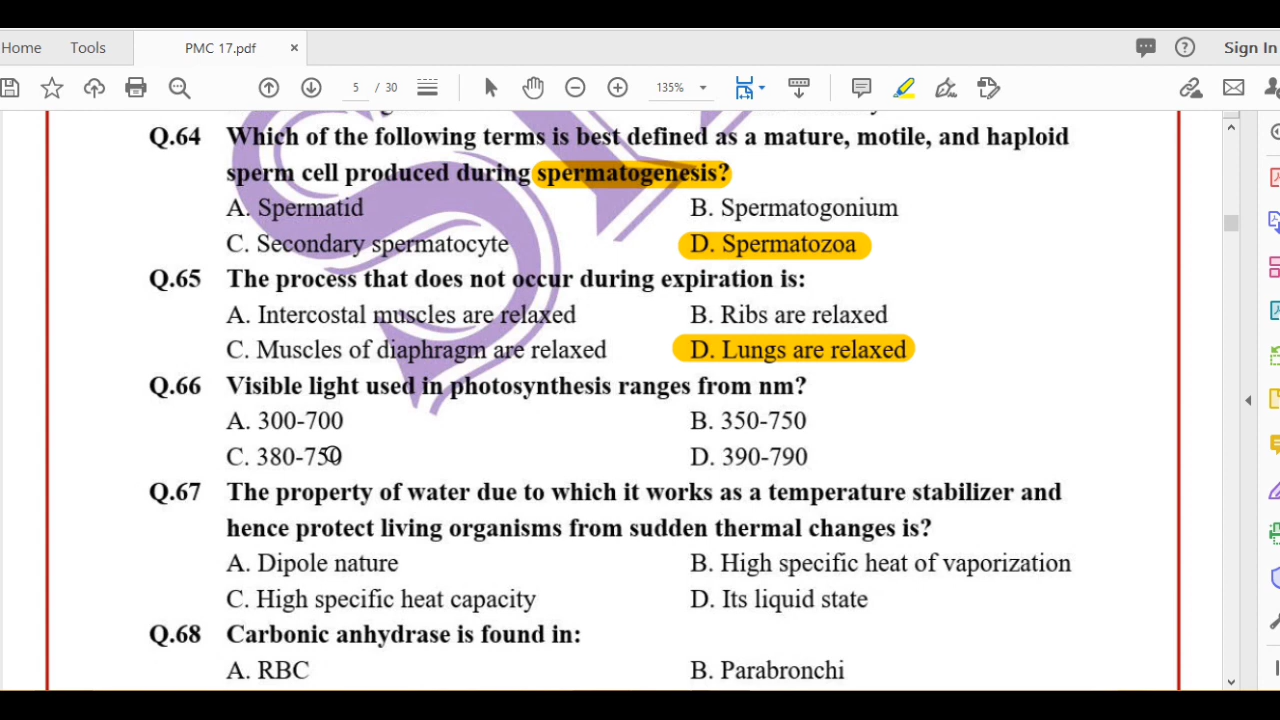 Home Tools PMC 17.pdf × Sign In
5 / 30 135%
Q.64 Which of the following terms is best defined as a mature, motile, and haploid
sperm cell produced during spermatogenesis?
A. Spermatid B. Spermatogonium
C. Secondary spermatocyte D. Spermatozoa
Q.65 The process that does not occur during expiration is:
A. Intercostal muscles are relaxed B. Ribs are relaxed
C. Muscles of diaphragm are relaxed D. Lungs are relaxed
Q.66 Visible light used in photosynthesis ranges from nm?
A. 300-700 B. 350-750
C. 380-750 D. 390-790
Q.67 The property of water due to which it works as a temperature stabilizer and
hence protect living organisms from sudden thermal changes is?
A. Dipole nature B. High specific heat of vaporization
C. High specific heat capacity D. Its liquid state
Q.68 Carbonic anhydrase is found in:
A. RBC B. Parabronchi